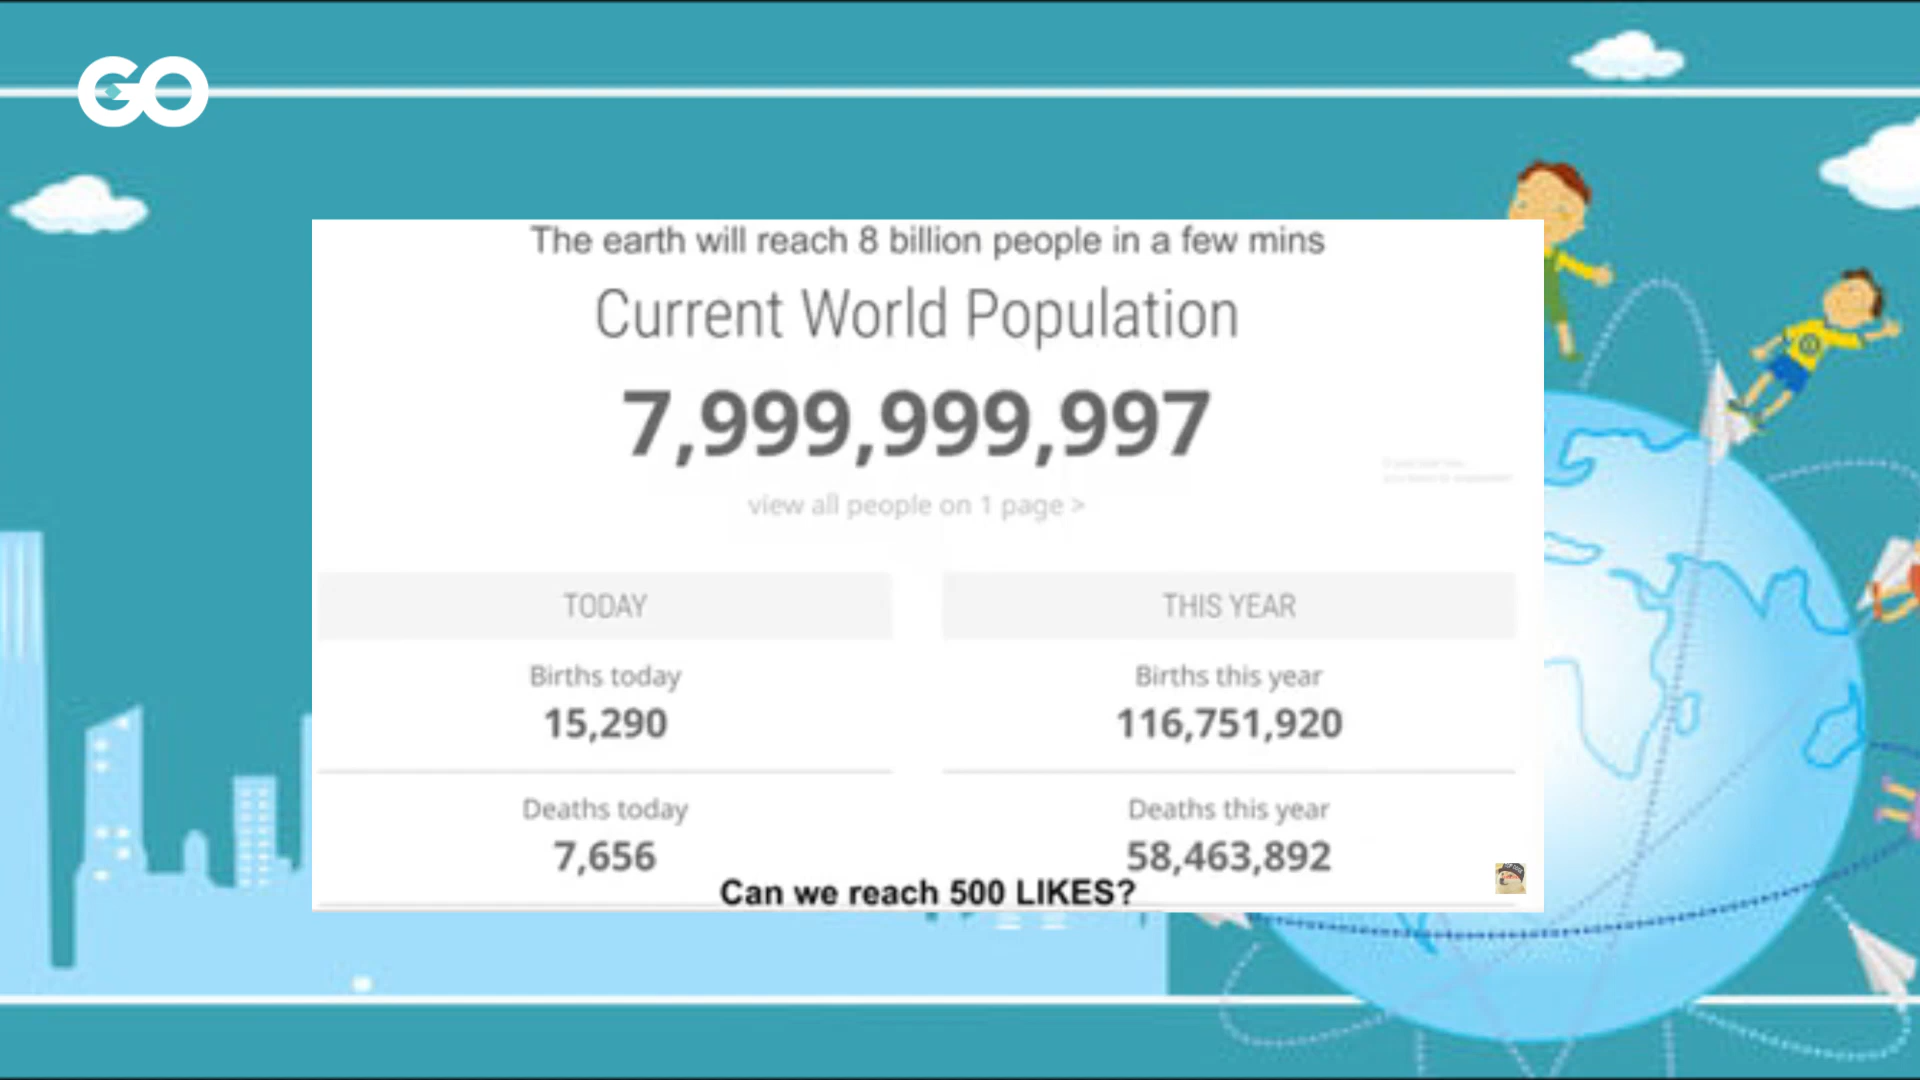 GO
The earth will reach 8 billion people in a few mins
Current World Population
7,999,999,997
view all people on 1 page >
TODAY
THIS YEAR
Births today
Births this year
15,290
116,751,920
Deaths today
Deaths this year
7,656
58,463,892
Can we reach 500 LIKES?